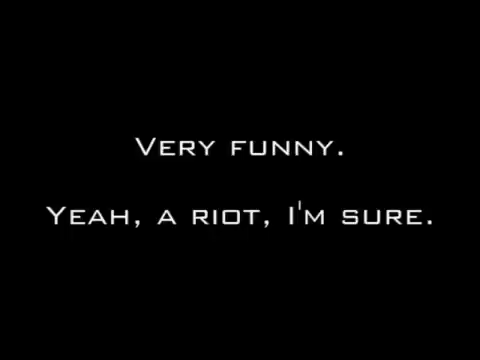 Very funny.
Yeah, a riot, I'm sure.